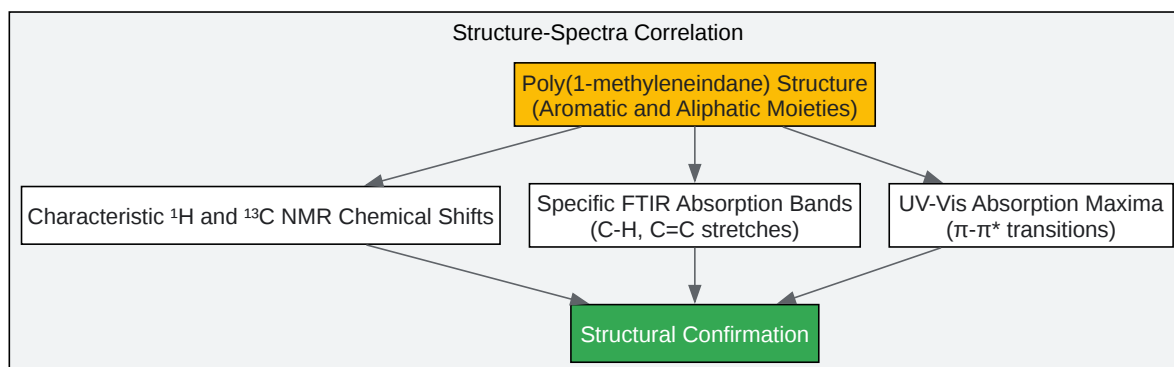 Structure-Spectra Correlation
Poly(1-methyleneindane) Structure
(Aromatic and Aliphatic Moieties)
Characteristic ¹H and ¹³C NMR Chemical Shifts
Specific FTIR Absorption Bands
(C-H, C=C stretches)
UV-Vis Absorption Maxima
(π-π* transitions)
Structural Confirmation